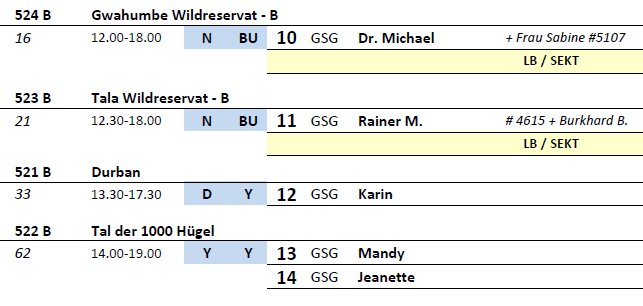 524 B Gwahumbe Wildreservat - B
16 12.00-18.00 N BU 10 GSG Dr. Michael + Frau Sabine #5107
LB / SEKT
523 B Tala Wildreservat - B
21 12.30-18.00 N BU 11 GSG Rainer M. # 4615 + Burkhard B.
LB / SEKT
521 B Durban
33 13.30-17.30 D Y 12 GSG Karin
522 B Tal der 1000 Hügel
62 14.00-19.00 Y Y 13 GSG Mandy
14 GSG Jeanette